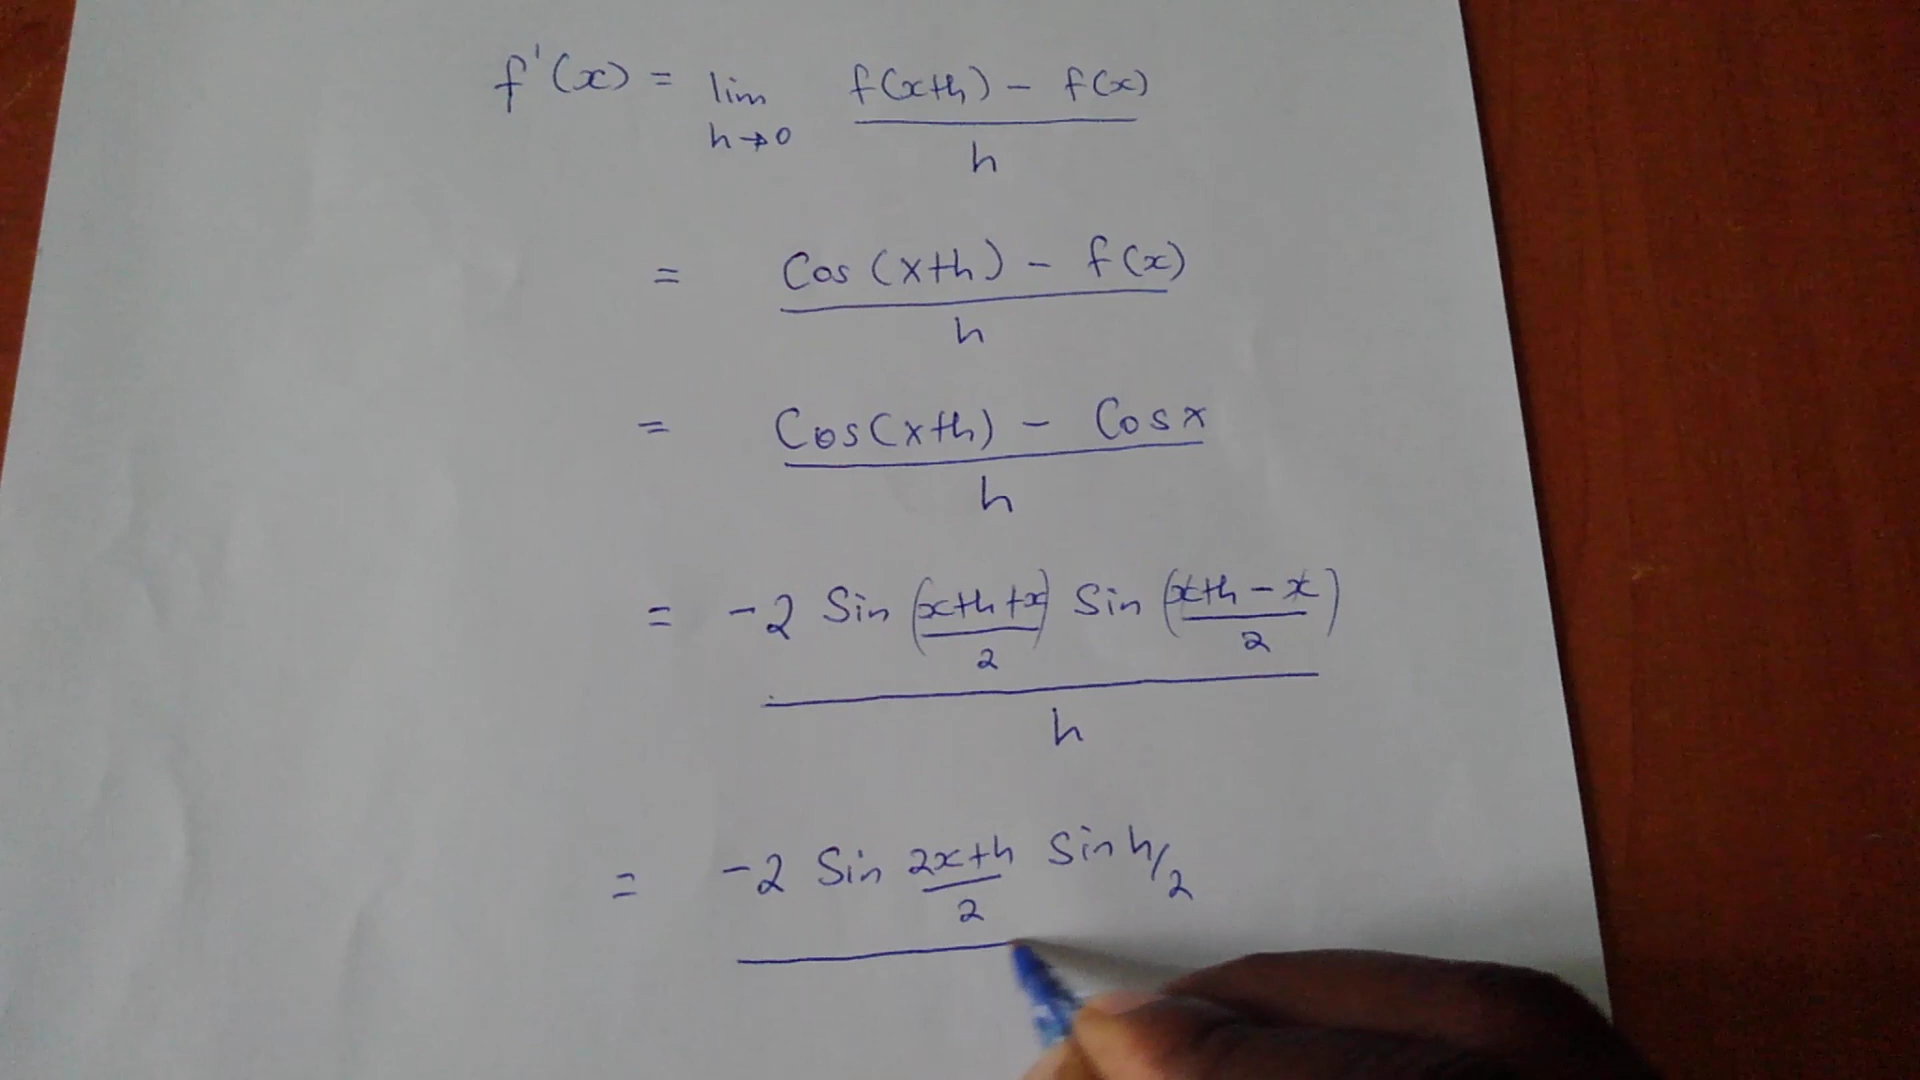 f'(x) = lim h→0 f(x+h) - f(x) / h
= Cos (x+h) - f(x) / h
= Cos(x+h) - Cos x / h
= -2 Sin (x+h+x / 2) Sin (x+h-x / 2) / h
= -2 Sin 2x+h / 2 Sin h/2